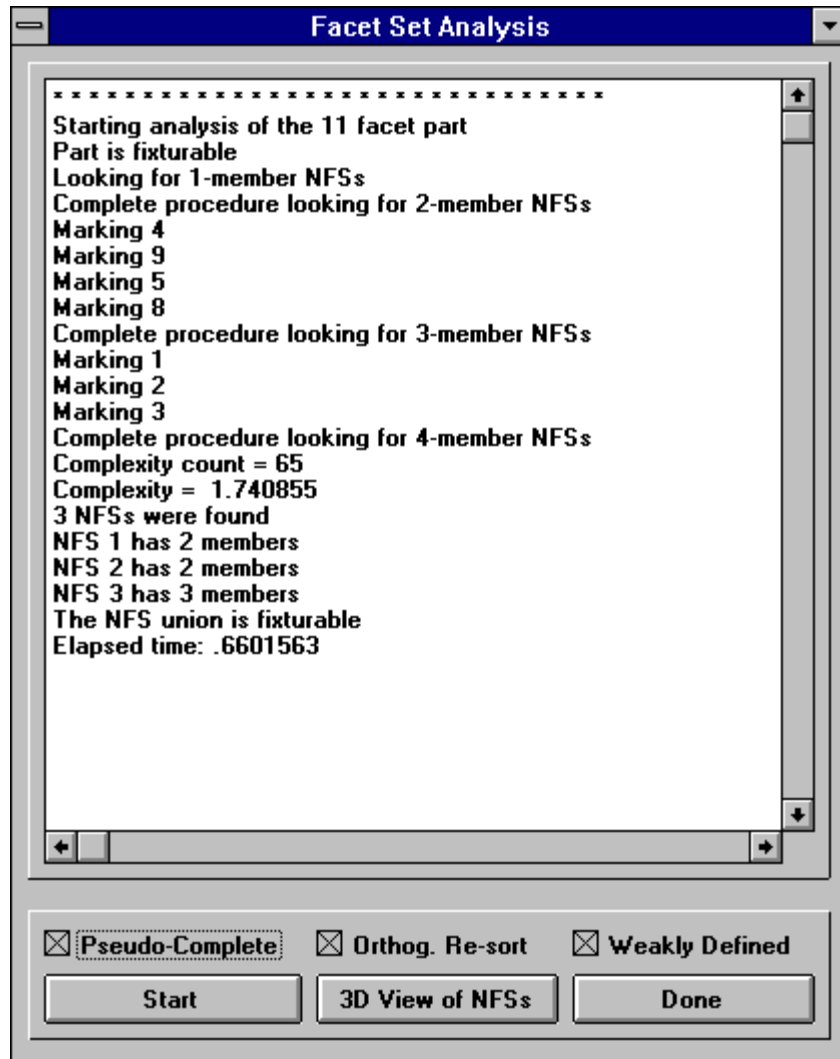 Facet Set Analysis
* * * * * * * * * * * * * * * * * * * * * * * * * * * * * * *
Starting analysis of the 11 facet part
Part is fixturable
Looking for 1-member NFSs
Complete procedure looking for 2-member NFSs
Marking 4
Marking 9
Marking 5
Marking 8
Complete procedure looking for 3-member NFSs
Marking 1
Marking 2
Marking 3
Complete procedure looking for 4-member NFSs
Complexity count = 65
Complexity =  1.740855
3 NFSs were found
NFS 1 has 2 members
NFS 2 has 2 members
NFS 3 has 3 members
The NFS union is fixturable
Elapsed time: .6601563
Pseudo-Complete Orthog. Re-sort Weakly Defined
Start 3D View of NFSs Done